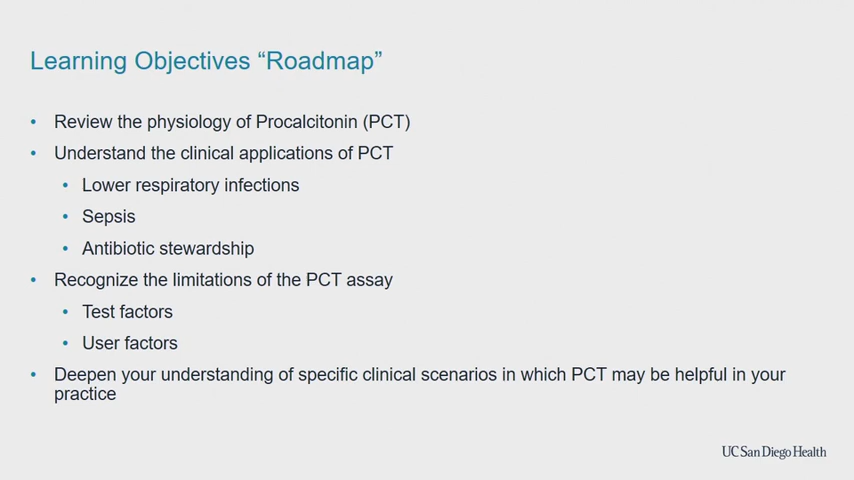 Learning Objectives “Roadmap”
• Review the physiology of Procalcitonin (PCT)
• Understand the clinical applications of PCT
• Lower respiratory infections
• Sepsis
• Antibiotic stewardship
• Recognize the limitations of the PCT assay
• Test factors
• User factors
• Deepen your understanding of specific clinical scenarios in which PCT may be helpful in your
practice
UC San Diego Health